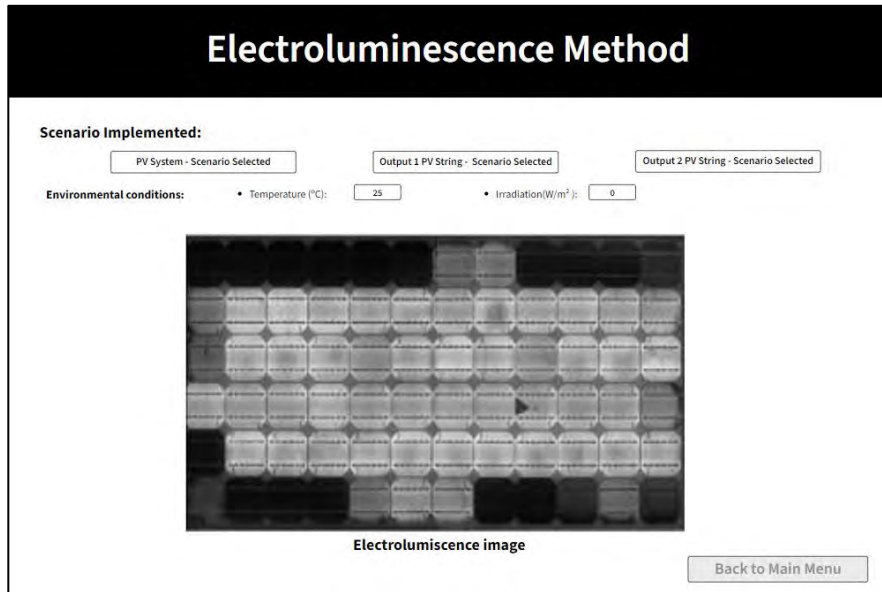 Electroluminescence Method
Scenario Implemented:
PV System - Scenario Selected
Output 1 PV String - Scenario Selected
Output 2 PV String - Scenario Selected
Environmental conditions:
• Temperature (°C):
25
• Irradiation(W/m² ):
0
Electrolumiscence image
Back to Main Menu